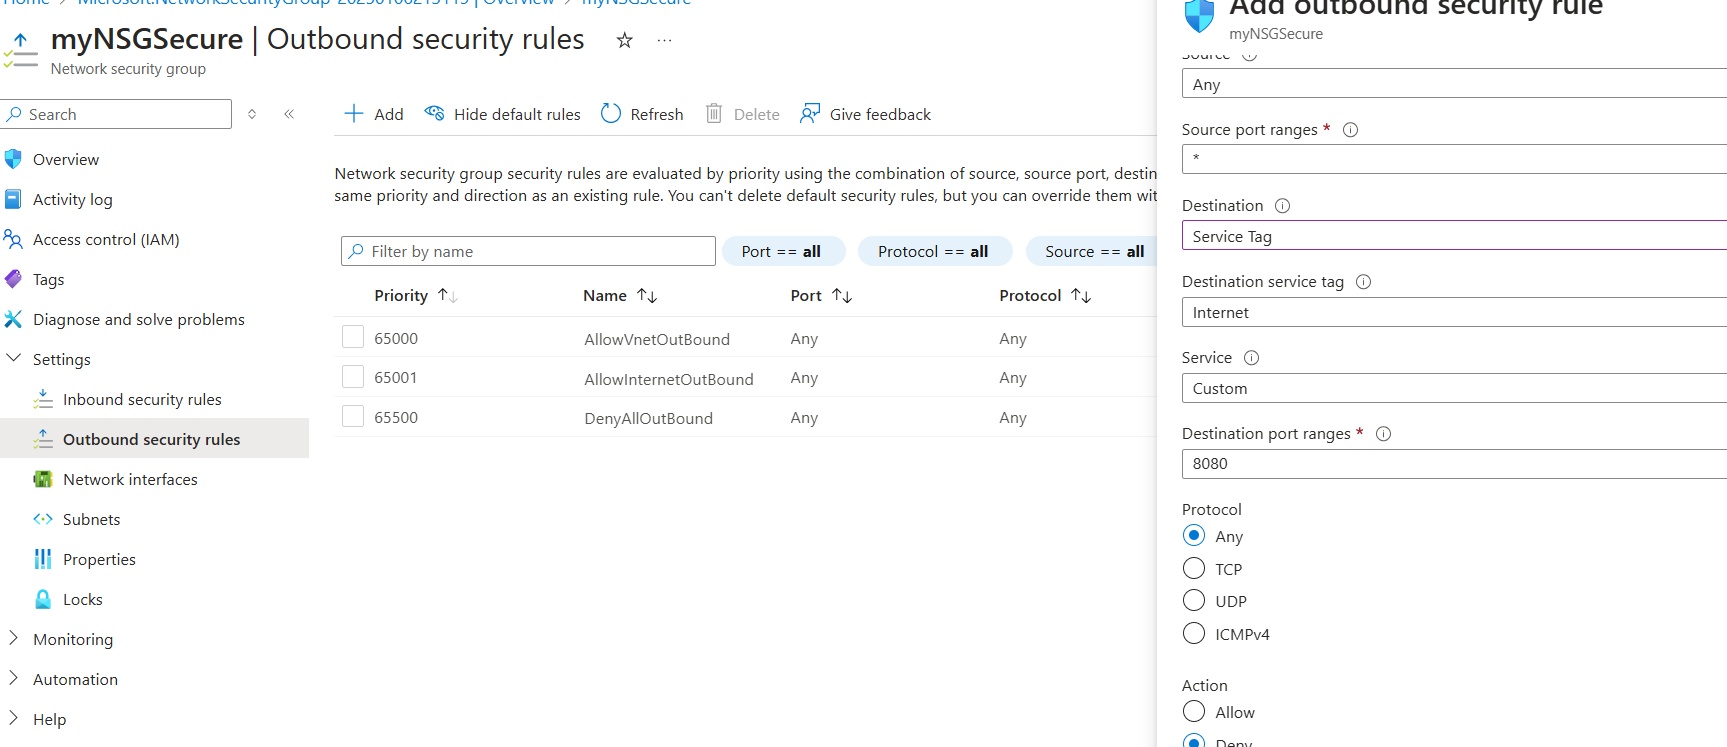 Home > Microsoft.NetworkSecurityGroup-20250106215115 | Overview > myNSGSecure
myNSGSecure | Outbound security rules
Network security group
Search
Overview
Activity log
Access control (IAM)
Tags
Diagnose and solve problems
Settings
Inbound security rules
Outbound security rules
Network interfaces
Subnets
Properties
Locks
Monitoring
Automation
Help
Add Hide default rules Refresh Delete Give feedback
Network security group security rules are evaluated by priority using the combination of source, source port, destin
same priority and direction as an existing rule. You can't delete default security rules, but you can override them wit
Filter by name Port == all Protocol == all Source == all
Priority Name Port Protocol
65000 AllowVnetOutBound Any Any
65001 AllowInternetOutBound Any Any
65500 DenyAllOutBound Any Any
Add outbound security rule
myNSGSecure
Source
Any
Source port ranges *
*
Destination
Service Tag
Destination service tag
Internet
Service
Custom
Destination port ranges *
8080
Protocol
Any
TCP
UDP
ICMPv4
Action
Allow
Deny